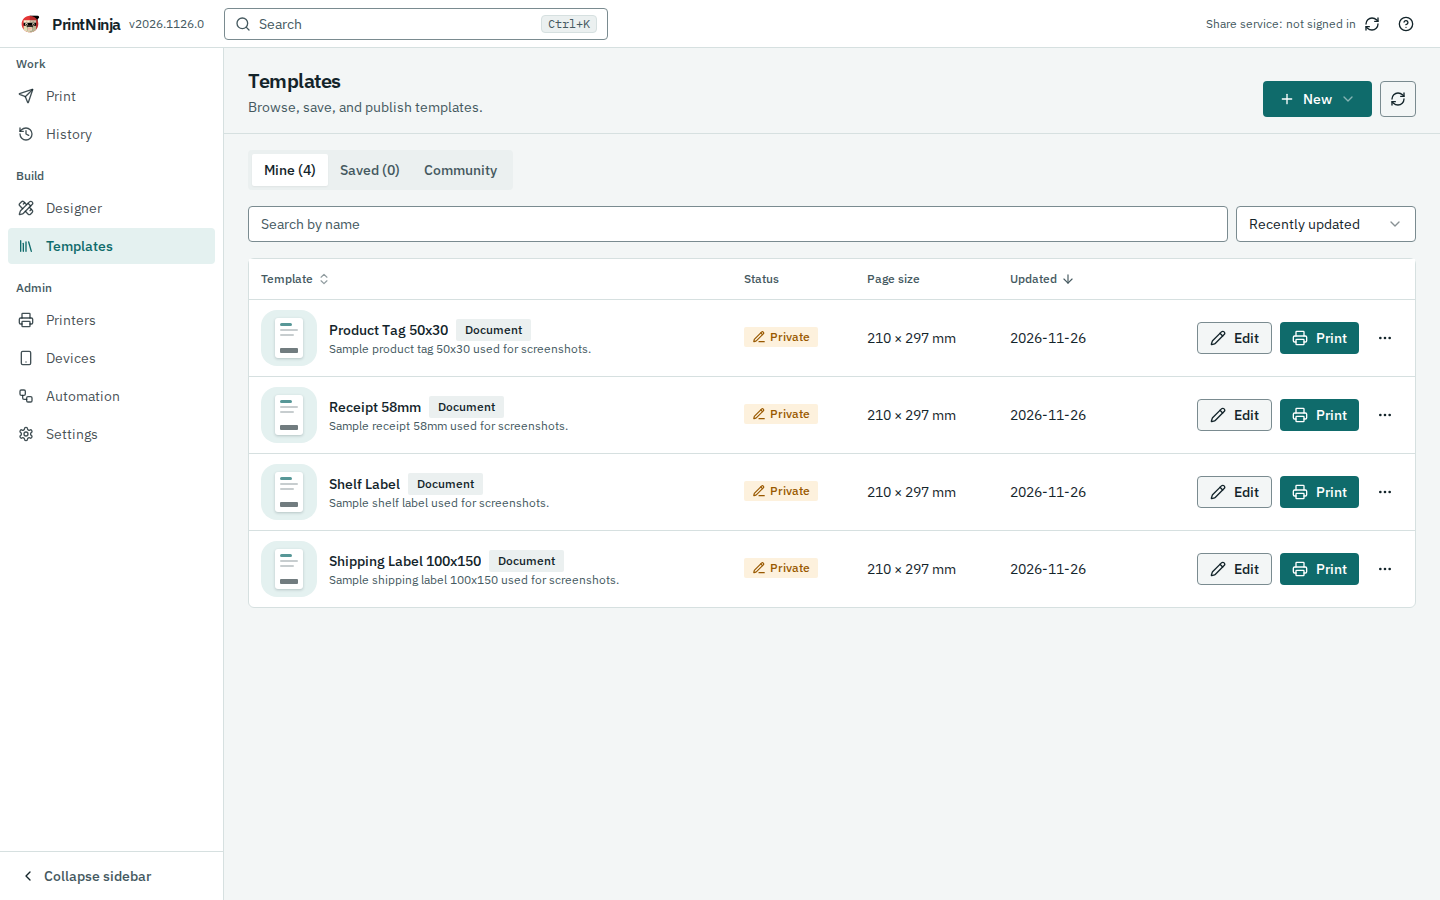 PrintNinja v2026.1126.0
Search Ctrl+K
Share service: not signed in
Work
Print
History
Build
Designer
Templates
Admin
Printers
Devices
Automation
Settings
Collapse sidebar
Templates
Browse, save, and publish templates.
New
Mine (4) Saved (0) Community
Search by name
Recently updated
Template Status Page size Updated
Product Tag 50x30 Document
Sample product tag 50x30 used for screenshots.
Private 210 × 297 mm 2026-11-26 Edit Print
Receipt 58mm Document
Sample receipt 58mm used for screenshots.
Private 210 × 297 mm 2026-11-26 Edit Print
Shelf Label Document
Sample shelf label used for screenshots.
Private 210 × 297 mm 2026-11-26 Edit Print
Shipping Label 100x150 Document
Sample shipping label 100x150 used for screenshots.
Private 210 × 297 mm 2026-11-26 Edit Print